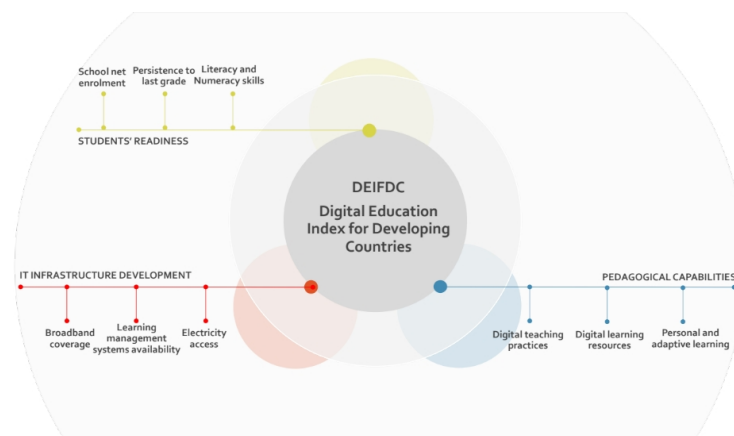 School net
enrolment
Persistence to
last grade
Literacy and
Numeracy skills
STUDENTS' READINESS
DEIFDC
Digital Education
Index for Developing
Countries
IT INFRASTRUCTURE DEVELOPMENT
PEDAGOGICAL CAPABILITIES
Broadband
coverage
Learning
management
systems availability
Electricity
access
Digital teaching
practices
Digital learning
resources
Personal and
adaptive learning